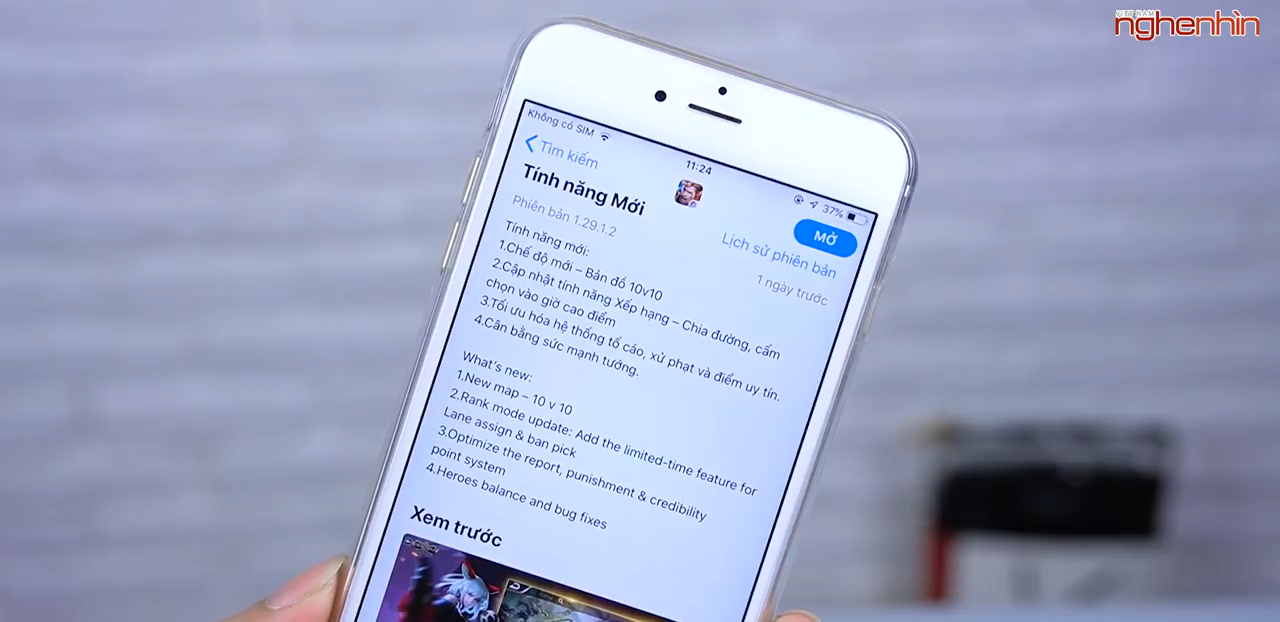 VIET NAM
nghenhìn
Không có SIM
11:24
37%
Tìm kiếm
MỞ
Tính năng Mới
Lịch sử phiên bản
Phiên bản 1.29.1.2
1 ngày trước
Tính năng mới:
1.Chế độ mới – Bản đồ 10v10
2.Cập nhật tính năng Xếp hạng – Chia đường, cấm
chọn vào giờ cao điểm
3.Tối ưu hóa hệ thống tố cáo, xử phạt và điểm uy tín.
4.Cân bằng sức mạnh tướng.
What's new:
1.New map – 10 v 10
2.Rank mode update: Add the limited-time feature for
Lane assign & ban pick
3.Optimize the report, punishment & credibility
point system
4.Heroes balance and bug fixes
Xem trước